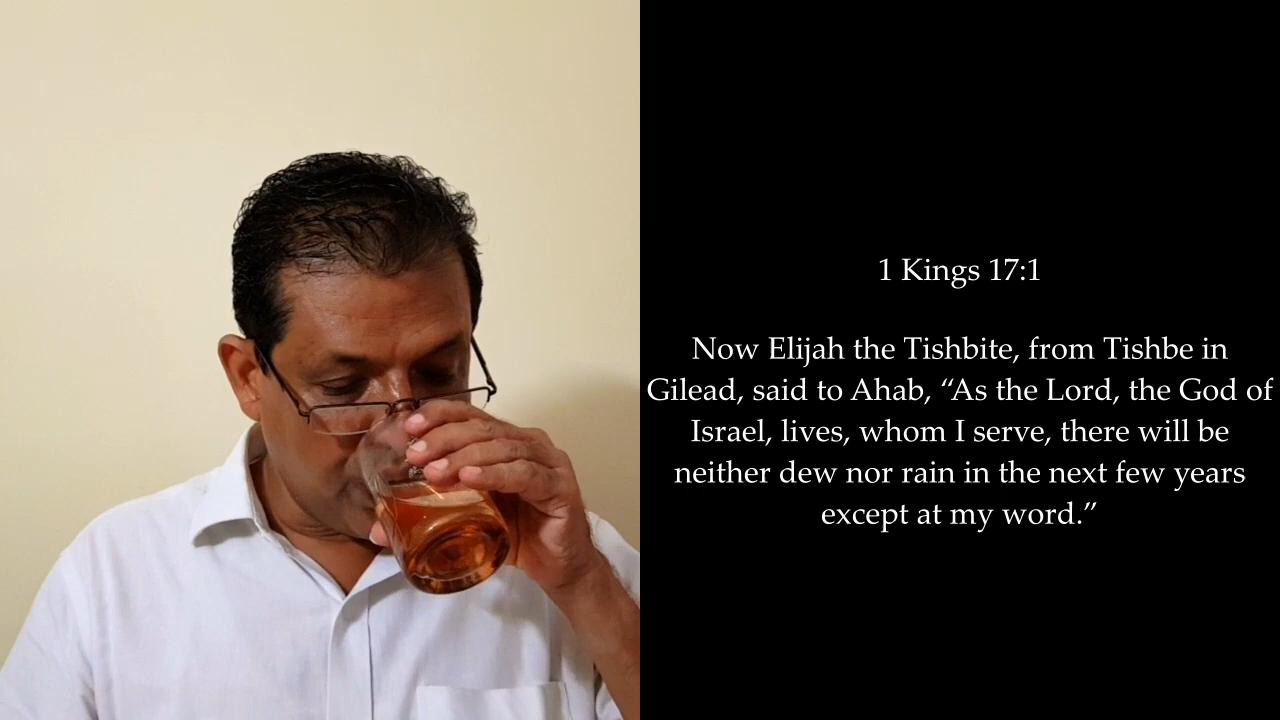 1 Kings 17:1
Now Elijah the Tishbite, from Tishbe in
Gilead, said to Ahab, “As the Lord, the God of
Israel, lives, whom I serve, there will be
neither dew nor rain in the next few years
except at my word.”